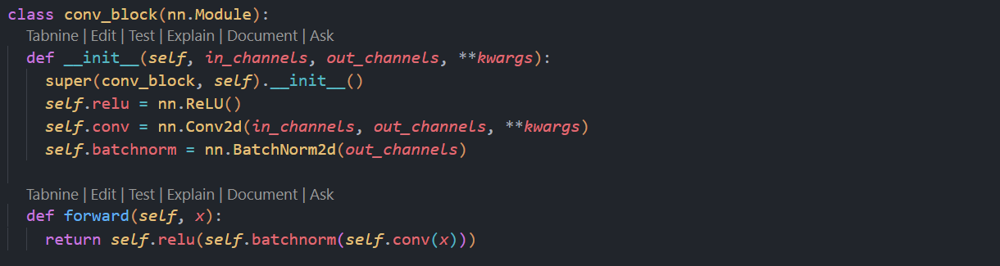 class conv_block(nn.Module):
Tabnine | Edit | Test | Explain | Document | Ask
def __init__(self, in_channels, out_channels, **kwargs):
super(conv_block, self).__init__()
self.relu = nn.ReLU()
self.conv = nn.Conv2d(in_channels, out_channels, **kwargs)
self.batchnorm = nn.BatchNorm2d(out_channels)
Tabnine | Edit | Test | Explain | Document | Ask
def forward(self, x):
return self.relu(self.batchnorm(self.conv(x)))